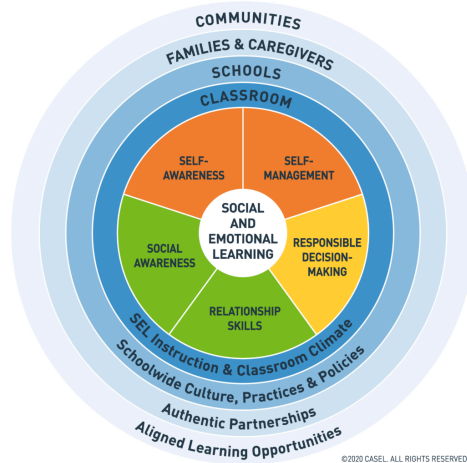 COMMUNITIES
FAMILIES & CAREGIVERS
SCHOOLS
CLASSROOM
SELF-
AWARENESS
SELF-
MANAGEMENT
SOCIAL
AND
EMOTIONAL
LEARNING
SOCIAL
AWARENESS
RESPONSIBLE
DECISION-
MAKING
RELATIONSHIP
SKILLS
SEL Instruction & Classroom Climate
Schoolwide Culture, Practices & Policies
Authentic Partnerships
Aligned Learning Opportunities
©2020 CASEL. ALL RIGHTS RESERVED